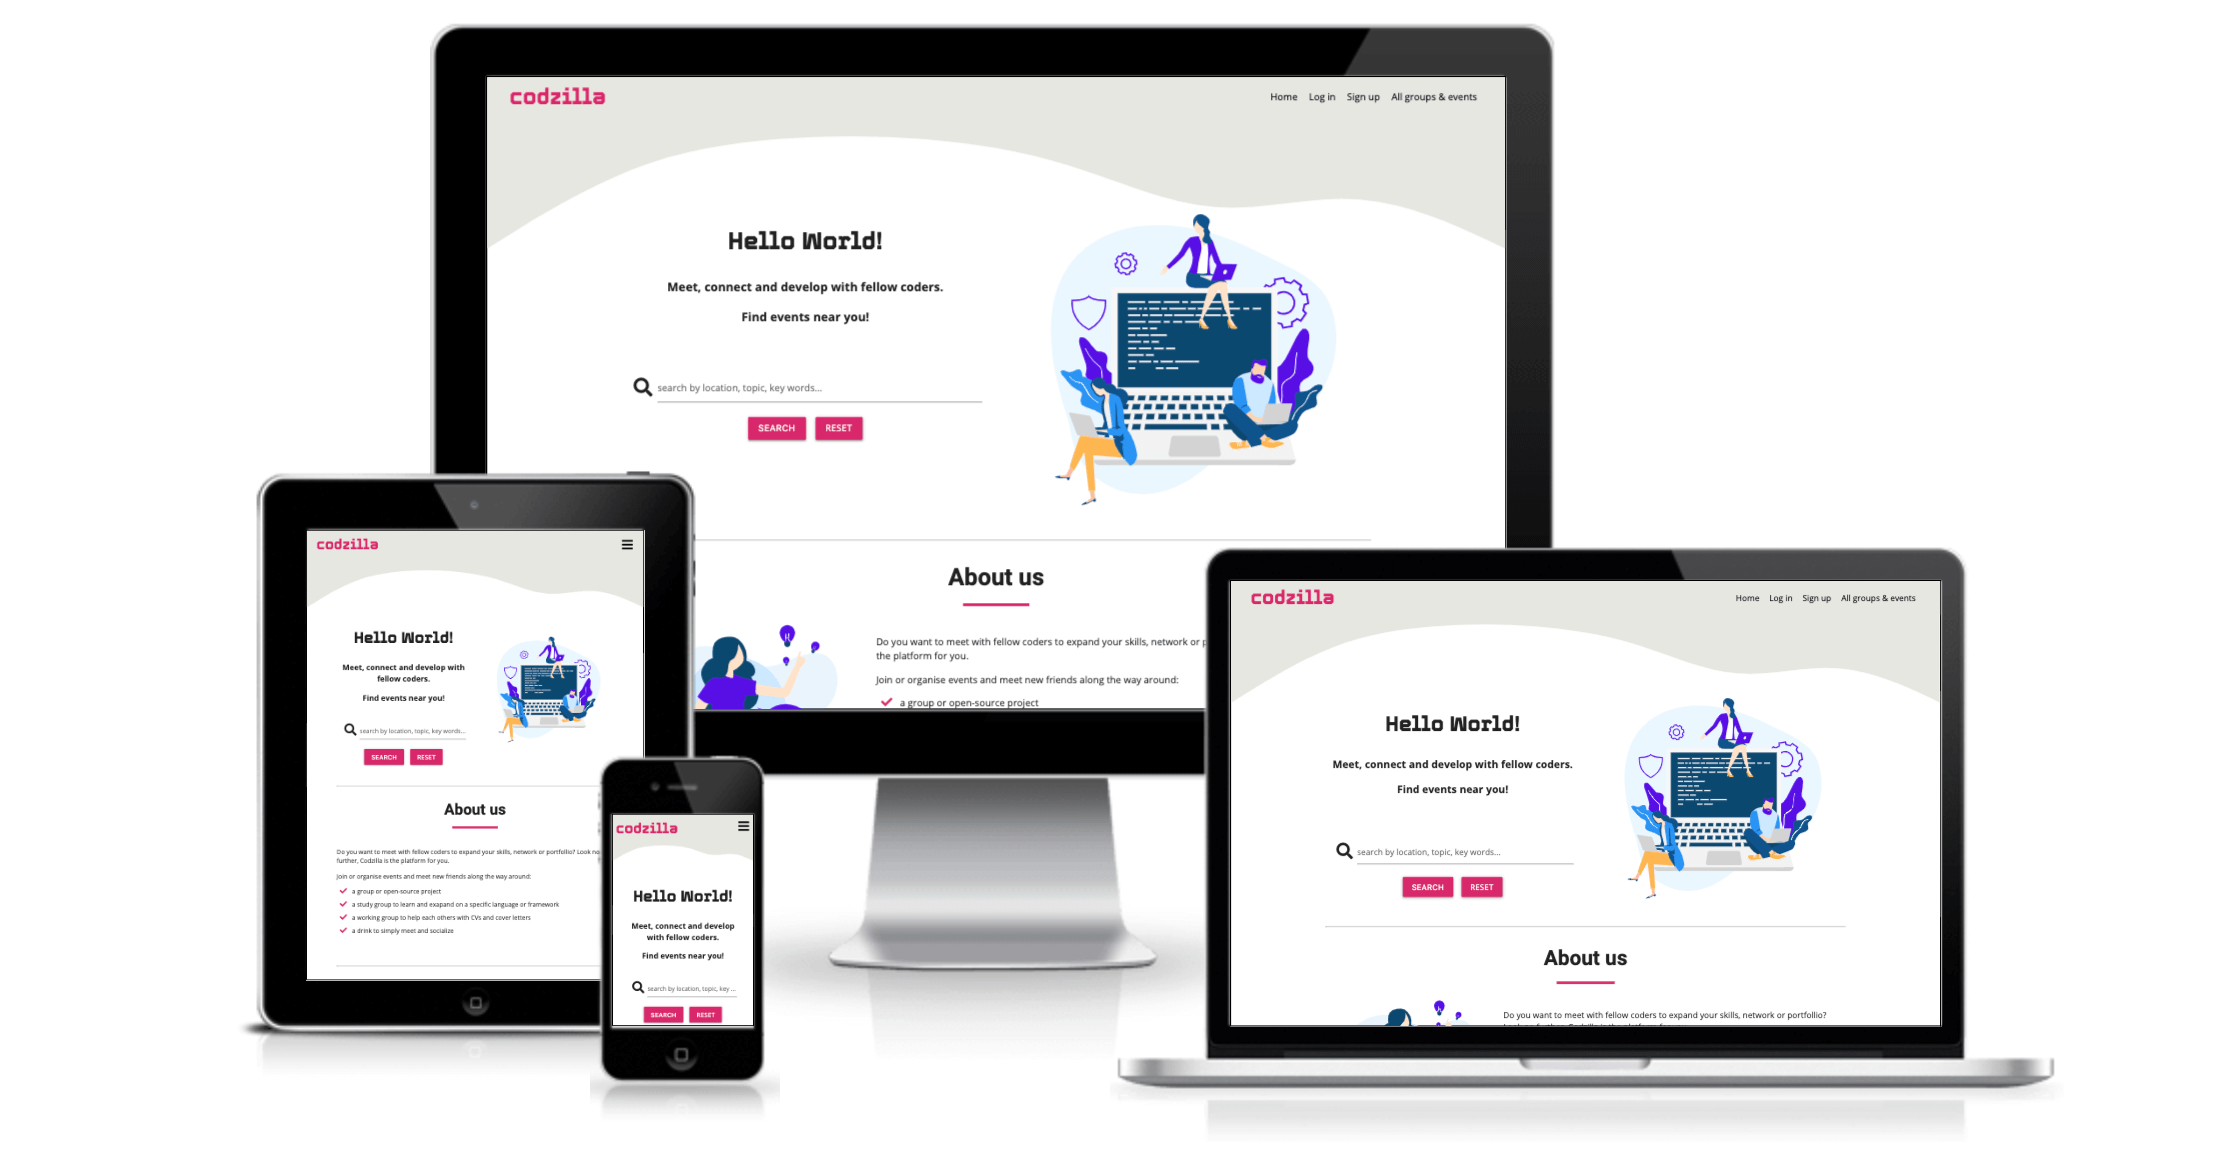 codzilla
Home Log in Sign up All groups & events
Hello World!
Meet, connect and develop with fellow coders.
Find events near you!
search by location, topic, key words...
SEARCH RESET
About us
Do you want to meet with fellow coders to expand your skills, network or p
the platform for you.
Join or organise events and meet new friends along the way around:
a group or open-source project
codzilla
Hello World!
Meet, connect and develop with
fellow coders.
Find events near you!
search by location, topic, key words...
SEARCH RESET
About us
Do you want to meet with fellow coders to expand your skills, network or portfollio? Look no
further, Codzilla is the platform for you.
Join or organise events and meet new friends along the way around:
a group or open-source project
a study group to learn and exapand on a specific language or framework
a working group to help each others with CVs and cover letters
a drink to simply meet and socialize
codzilla
Hello World!
Meet, connect and develop
with fellow coders.
Find events near you!
search by location, topic, key ...
SEARCH RESET
codzilla
Home Log in Sign up All groups & events
Hello World!
Meet, connect and develop with fellow coders.
Find events near you!
search by location, topic, key words...
SEARCH RESET
About us
Do you want to meet with fellow coders to expand your skills, network or portfollio?